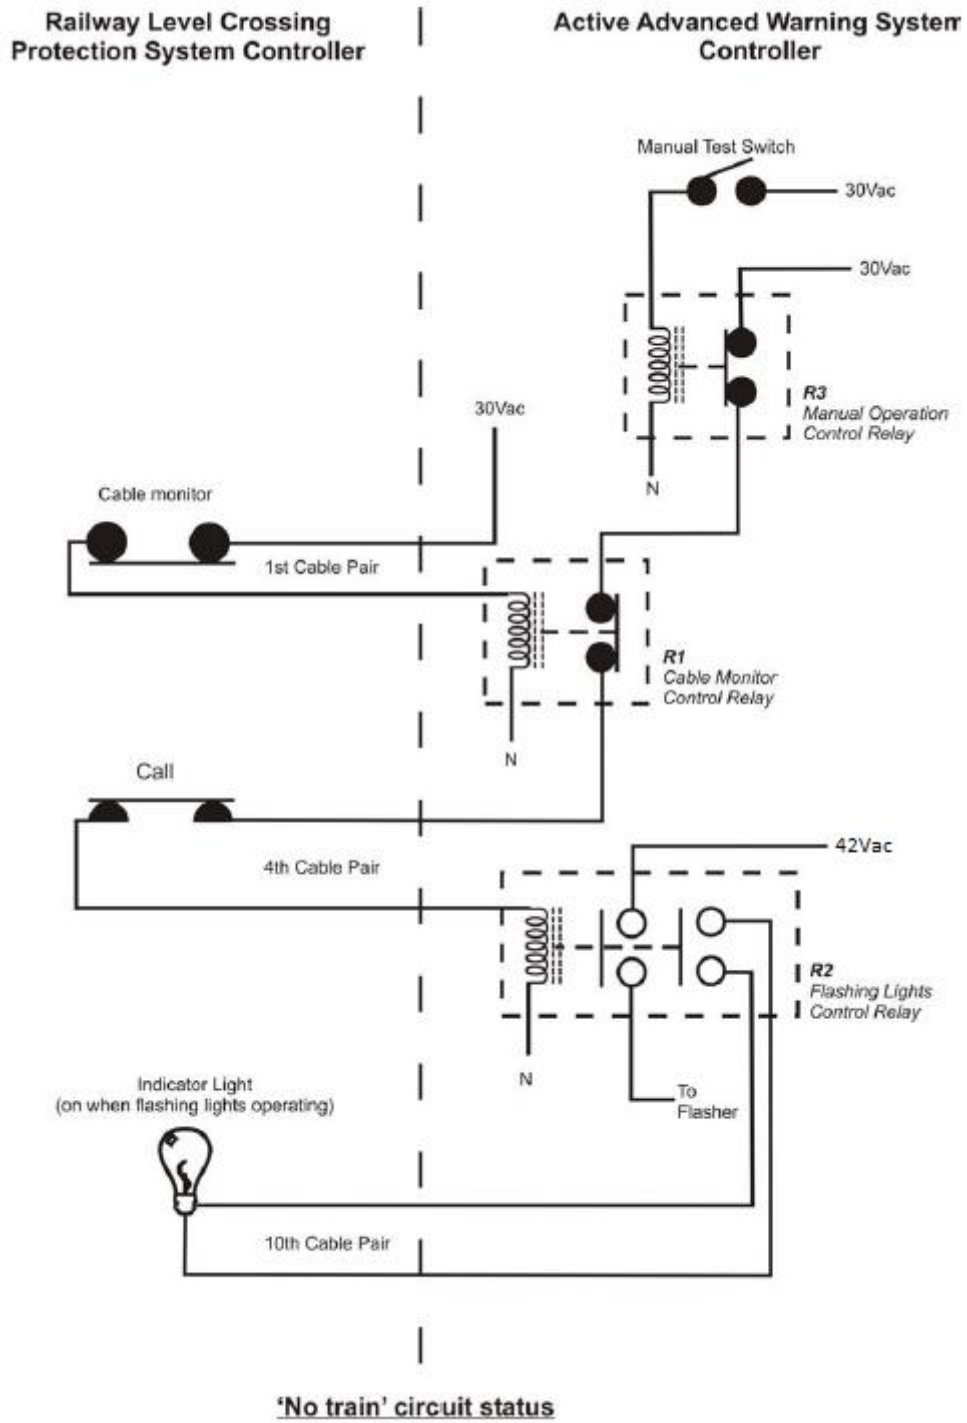 Railway Level Crossing
Protection System Controller
Active Advanced Warning System
Controller
Manual Test Switch
30Vac
30Vac
R3
Manual Operation
Control Relay
N
30Vac
Cable monitor
1st Cable Pair
R1
Cable Monitor
Control Relay
N
Call
42Vac
4th Cable Pair
R2
Flashing Lights
Control Relay
N
To
Flasher
Indicator Light
(on when flashing lights operating)
10th Cable Pair
‘No train’ circuit status